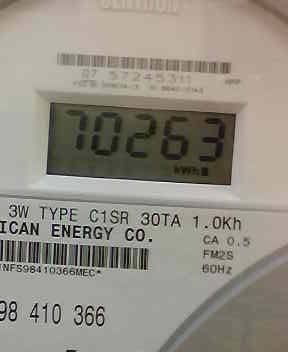 CENTRON
07 57245311
70263
kWh
3W TYPE C1SR 30TA 1.0Kh
ICAN ENERGY CO.
CA 0.5
FM2S
60Hz
NFS98410366MEC*
98 410 366